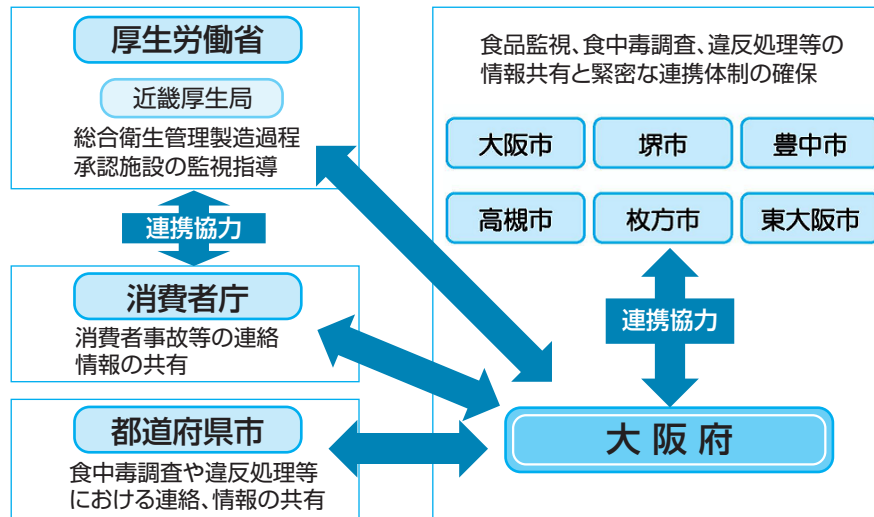 厚生労働省
近畿厚生局
総合衛生管理製造過程
承認施設の監視指導
連携協力
消費者庁
消費者事故等の連絡
情報の共有
都道府県市
食中毒調査や違反処理等
における連絡、情報の共有
食品監視、食中毒調査、違反処理等の
情報共有と緊密な連携体制の確保
大阪市 堺市 豊中市
高槻市 枚方市 東大阪市
連携協力
大阪府